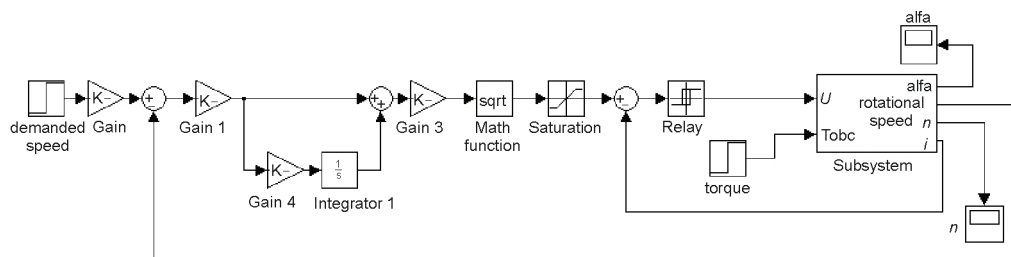 alfa
K–
K–
K–
sqrt
U
alfa
rotational
speed
n
i
Tobc
demanded
speed
Gain
Gain 1
Gain 3
Math
function
Saturation
Relay
Subsystem
K–
1
s
torque
Gain 4
Integrator 1
n